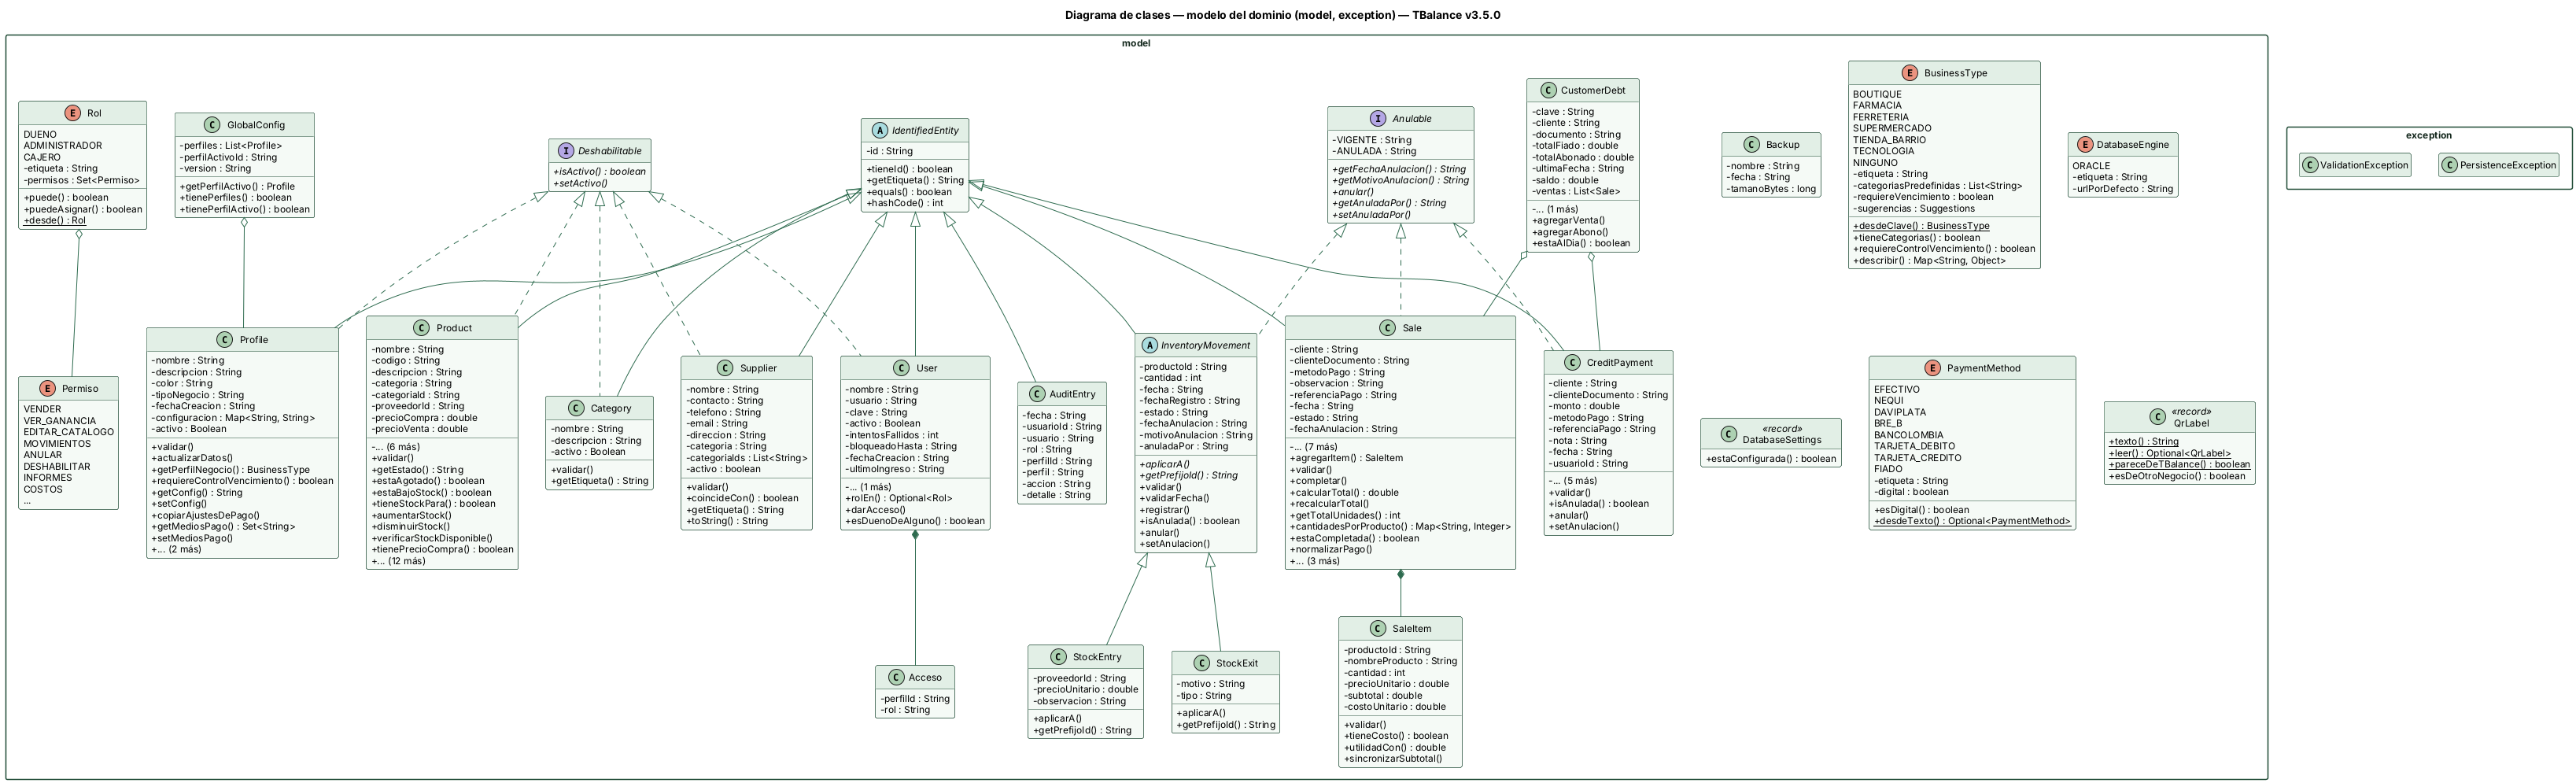 Diagrama de clases — modelo del dominio (model, exception) — TBalance v3.5.0
model
E Rol
DUENO
ADMINISTRADOR
CAJERO
-etiqueta : String
-permisos : Set<Permiso>
+puede() : boolean
+puedeAsignar() : boolean
+desde() : Rol
C GlobalConfig
-perfiles : List<Profile>
-perfilActivoId : String
-version : String
+getPerfilActivo() : Profile
+tienePerfiles() : boolean
+tienePerfilActivo() : boolean
I Deshabilitable
+isActivo() : boolean
+setActivo()
A IdentifiedEntity
-id : String
+tieneId() : boolean
+getEtiqueta() : String
+equals() : boolean
+hashCode() : int
I Anulable
-VIGENTE : String
-ANULADA : String
+getFechaAnulacion() : String
+getMotivoAnulacion() : String
+anular()
+getAnuladaPor() : String
+setAnuladaPor()
C CustomerDebt
-clave : String
-cliente : String
-documento : String
-totalFiado : double
-totalAbonado : double
-ultimaFecha : String
-saldo : double
-ventas : List<Sale>
-... (1 más)
+agregarVenta()
+agregarAbono()
+estaAlDia() : boolean
C Backup
-nombre : String
-fecha : String
-tamanoBytes : long
E BusinessType
BOUTIQUE
FARMACIA
FERRETERIA
SUPERMERCADO
TIENDA_BARRIO
TECNOLOGIA
NINGUNO
-etiqueta : String
-categoriasPredefinidas : List<String>
-requiereVencimiento : boolean
-sugerencias : Suggestions
+desdeClave() : BusinessType
+tieneCategorias() : boolean
+requiereControlVencimiento() : boolean
+describir() : Map<String, Object>
E DatabaseEngine
ORACLE
-etiqueta : String
-urlPorDefecto : String
exception
C ValidationException
C PersistenceException
E Permiso
VENDER
VER_GANANCIA
EDITAR_CATALOGO
MOVIMIENTOS
ANULAR
DESHABILITAR
INFORMES
COSTOS
...
C Profile
-nombre : String
-descripcion : String
-color : String
-tipoNegocio : String
-fechaCreacion : String
-configuracion : Map<String, String>
-activo : Boolean
+validar()
+actualizarDatos()
+getPerfilNegocio() : BusinessType
+requiereControlVencimiento() : boolean
+getConfig() : String
+setConfig()
+copiarAjustesDePago()
+getMediosPago() : Set<String>
+setMediosPago()
+... (2 más)
C Product
-nombre : String
-codigo : String
-descripcion : String
-categoria : String
-categoriaId : String
-proveedorId : String
-precioCompra : double
-precioVenta : double
-... (6 más)
+validar()
+getEstado() : String
+estaAgotado() : boolean
+estaBajoStock() : boolean
+tieneStockPara() : boolean
+aumentarStock()
+disminuirStock()
+verificarStockDisponible()
+tienePrecioCompra() : boolean
+... (12 más)
C Category
-nombre : String
-descripcion : String
-activo : Boolean
+validar()
+getEtiqueta() : String
C Supplier
-nombre : String
-contacto : String
-telefono : String
-email : String
-direccion : String
-categoria : String
-categoriaIds : List<String>
-activo : boolean
+validar()
+coincideCon() : boolean
+getEtiqueta() : String
+toString() : String
C User
-nombre : String
-usuario : String
-clave : String
-activo : Boolean
-intentosFallidos : int
-bloqueadoHasta : String
-fechaCreacion : String
-ultimoIngreso : String
-... (1 más)
+rolEn() : Optional<Rol>
+darAcceso()
+esDuenoDeAlguno() : boolean
C AuditEntry
-fecha : String
-usuarioId : String
-usuario : String
-rol : String
-perfilId : String
-perfil : String
-accion : String
-detalle : String
A InventoryMovement
-productoId : String
-cantidad : int
-fecha : String
-fechaRegistro : String
-estado : String
-fechaAnulacion : String
-motivoAnulacion : String
-anuladaPor : String
+aplicarA()
+getPrefijoId() : String
+validar()
+validarFecha()
+registrar()
+isAnulada() : boolean
+anular()
+setAnulacion()
C Sale
-cliente : String
-clienteDocumento : String
-metodoPago : String
-observacion : String
-referenciaPago : String
-fecha : String
-estado : String
-fechaAnulacion : String
-... (7 más)
+agregarItem() : SaleItem
+validar()
+completar()
+calcularTotal() : double
+recalcularTotal()
+getTotalUnidades() : int
+cantidadesPorProducto() : Map<String, Integer>
+estaCompletada() : boolean
+normalizarPago()
+... (3 más)
C CreditPayment
-cliente : String
-clienteDocumento : String
-monto : double
-metodoPago : String
-referenciaPago : String
-nota : String
-fecha : String
-usuarioId : String
-... (5 más)
+validar()
+isAnulada() : boolean
+anular()
+setAnulacion()
C «record»
DatabaseSettings
+estaConfigurada() : boolean
E PaymentMethod
EFECTIVO
NEQUI
DAVIPLATA
BRE_B
BANCOLOMBIA
TARJETA_DEBITO
TARJETA_CREDITO
FIADO
-etiqueta : String
-digital : boolean
+esDigital() : boolean
+desdeTexto() : Optional<PaymentMethod>
C «record»
QrLabel
+texto() : String
+leer() : Optional<QrLabel>
+pareceDeTBalance() : boolean
+esDeOtroNegocio() : boolean
C Acceso
-perfilId : String
-rol : String
C StockEntry
-proveedorId : String
-precioUnitario : double
-observacion : String
+aplicarA()
+getPrefijoId() : String
C StockExit
-motivo : String
-tipo : String
+aplicarA()
+getPrefijoId() : String
C SaleItem
-productoId : String
-nombreProducto : String
-cantidad : int
-precioUnitario : double
-subtotal : double
-costoUnitario : double
+validar()
+tieneCosto() : boolean
+utilidadCon() : double
+sincronizarSubtotal()